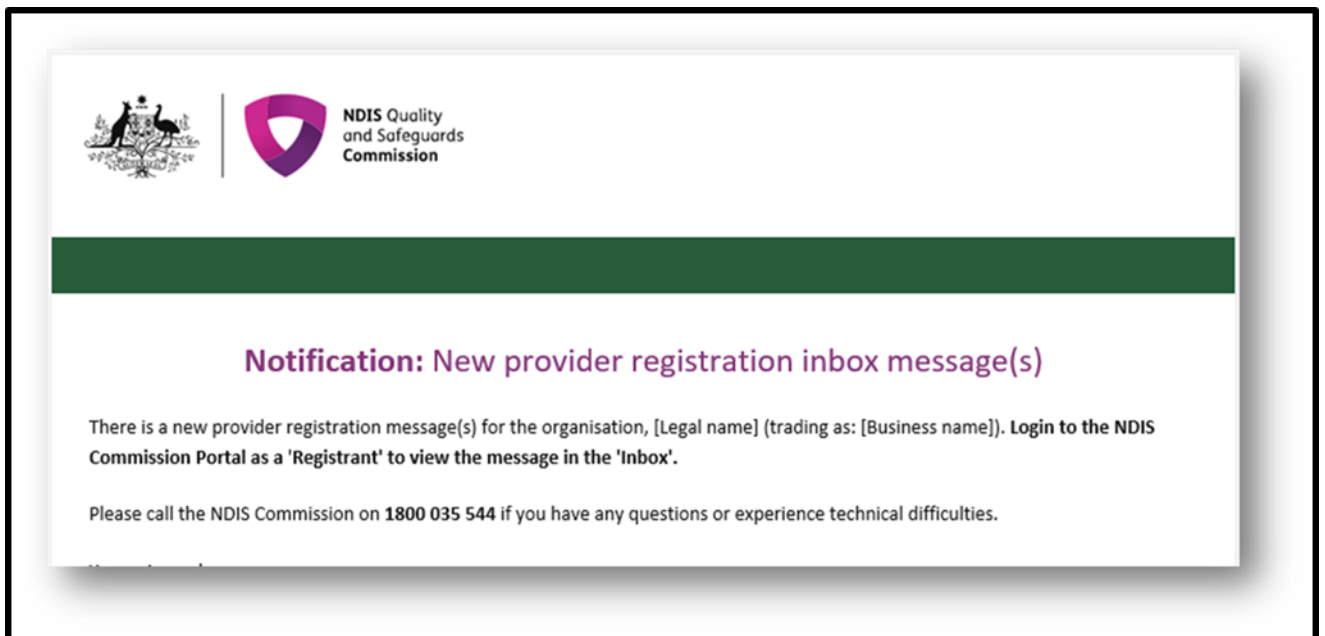 NDIS Quality
and Safeguards
Commission
Notification: New provider registration inbox message(s)
There is a new provider registration message(s) for the organisation, [Legal name] (trading as: [Business name]). Login to the NDIS
Commission Portal as a 'Registrant' to view the message in the 'Inbox'.
Please call the NDIS Commission on 1800 035 544 if you have any questions or experience technical difficulties.